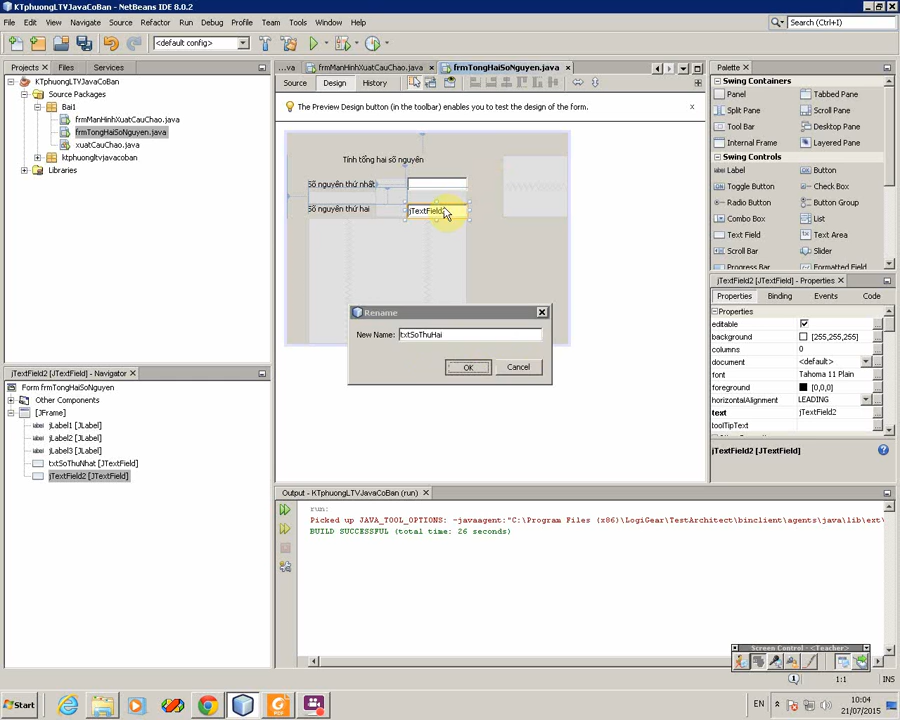 KTphuongLTVJavaCoBan - NetBeans IDE 8.0.2
File Edit View Navigate Source Refactor Run Debug Profile Team Tools Window Help
<default config>
Search (Ctrl+I)
Projects Files Services
...va frmManHinhXuatCauChao.java frmTongHaiSoNguyen.java
Palette
KTPhuongLTVJavaCoBan
Source Packages
Bai1
frmManHinhXuatCauChao.java
frmTongHaiSoNguyen.java
xuatCauChao.java
ktphuongltvjavacoban
Libraries
Source Design History
The Preview Design button (in the toolbar) enables you to test the design of the form.
x
Tính tổng hai số nguyên
Số nguyên thứ nhất
Số nguyên thứ hai
jTextField2
Rename
New Name: txtSoThuHai
OK Cancel
Swing Containers
Panel Tabbed Pane
Split Pane Scroll Pane
Tool Bar Desktop Pane
Internal Frame Layered Pane
Swing Controls
Label Button
Toggle Button Check Box
Radio Button Button Group
Combo Box List
Text Field Text Area
Scroll Bar Slider
Progress Bar Formatted Field
jTextField2 [JTextField] - Properties
Properties Binding Events Code
Properties
editable
background [255,255,255]
columns 0
document <default>
font Tahoma 11 Plain
foreground [0,0,0]
horizontalAlignment LEADING
text jTextField2
toolTipText
jTextField2 [JTextField]
jTextField2 [JTextField] - Navigator
Form frmTongHaiSoNguyen
Other Components
[JFrame]
jLabel1 [JLabel]
jLabel2 [JLabel]
jLabel3 [JLabel]
txtSoThuNhat [JTextField]
jTextField2 [JTextField]
Output - KTphuongLTVJavaCoBan (run)
run:
Picked up JAVA_TOOL_OPTIONS: -javaagent:"C:\Program Files (x86)\LogiGear\TestArchitect\binclient\agents\java\lib\ext\
BUILD SUCCESSFUL (total time: 26 seconds)
Screen Control - <Teacher>
1:1 INS
Start
EN
10:04
21/07/2015